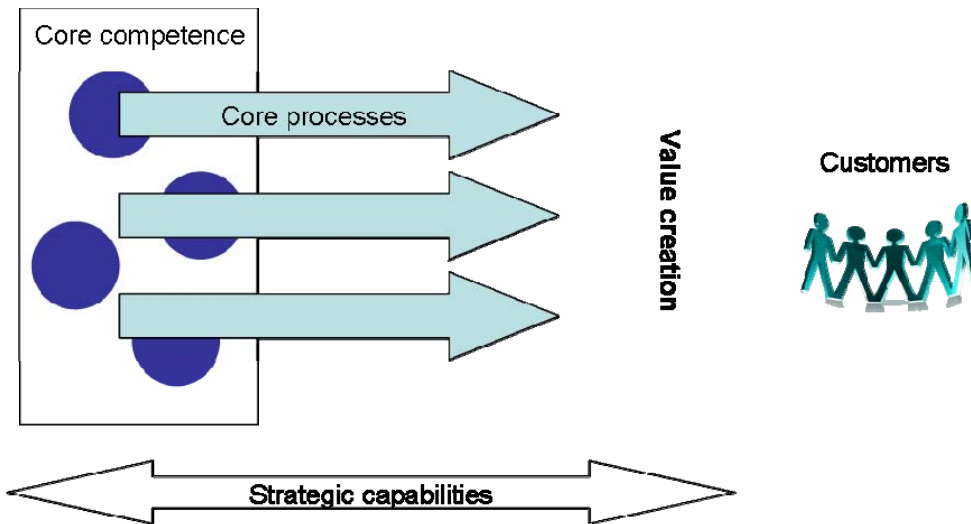 Core competence
Core processes
Value creation
Customers
Strategic capabilities